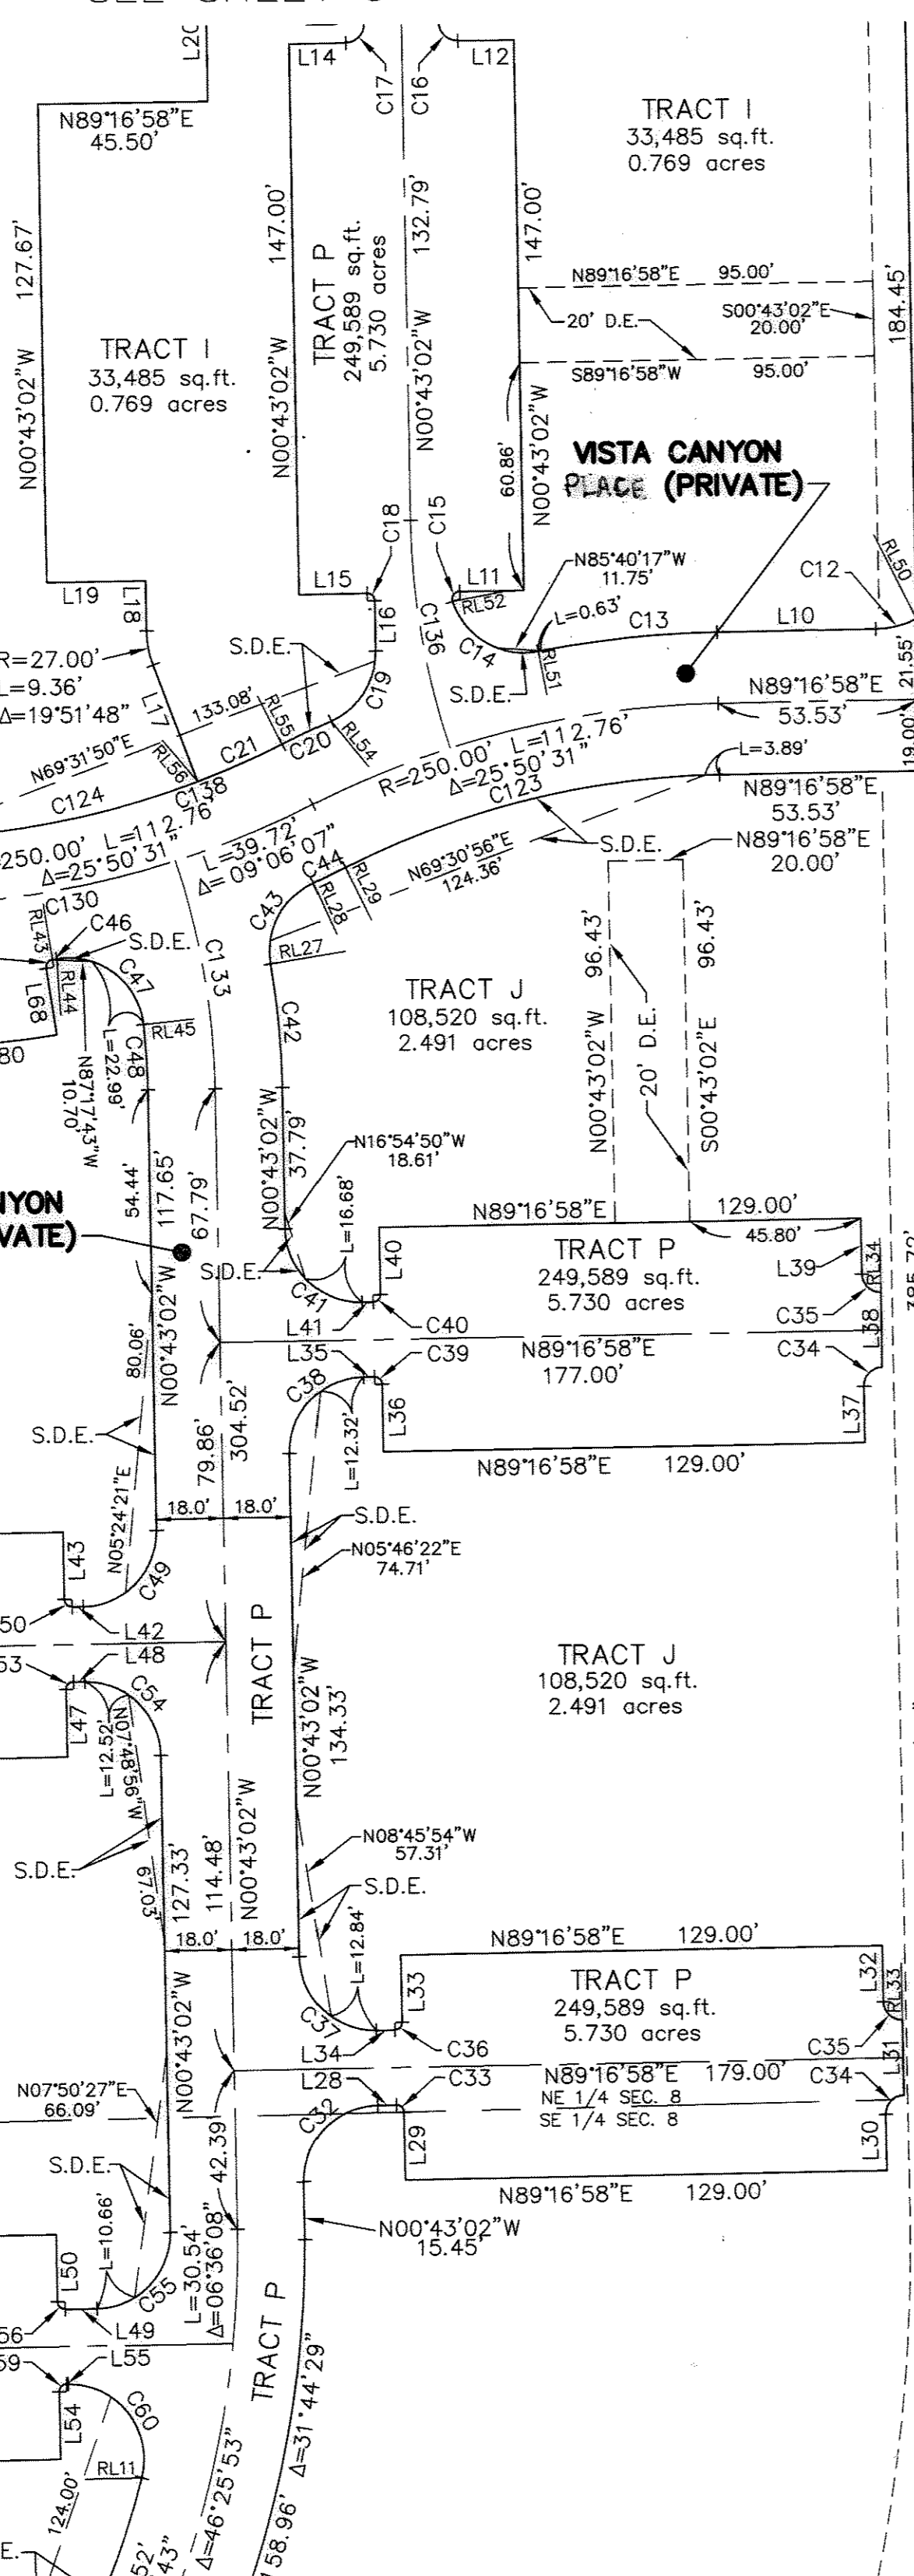 L20
L14
C17
C16
L12
N89°16'58"E
45.50'
TRACT I
33,485 sq.ft.
0.769 acres
127.67'
N00°43'02"W
147.00'
N00°43'02"W
TRACT P
249,589 sq.ft.
5.730 acres
132.79'
N00°43'02"W
147.00'
N89°16'58"E 95.00'
S00°43'02"E
20.00'
20' D.E.
184.45'
S89°16'58"W 95.00'
TRACT I
33,485 sq.ft.
0.769 acres
60.86'
N00°43'02"W
VISTA CANYON
PLACE (PRIVATE)
C18
C15
N85°40'17"W
11.75'
C12
RL50
L19
L18
L15
L16
L11
RL52
L=0.63'
C13
L10
C136
C14
RL51
S.D.E.
S.D.E.
R=27.00'
L=9.36'
Δ=19°51'48"
L17
133.08'
RL55
C19
N89°16'58"E
53.53'
21.55'
19.00'
N69°31'50"E
RL56
C21
C20
RL54
R=250.00' L=112.76'
Δ=25°50'31"
L=3.89'
C124
C138
C123
N89°16'58"E
53.53'
=250.00' L=112.76'
Δ=25°50'31"
L=39.72'
Δ=09°06'07"
S.D.E.
N89°16'58"E
20.00'
N69°30'56"E
124.36'
C130
C44
RL29
RL28
C43
RL43
C46
S.D.E.
C133
RL27
L68
RL44
C47
80
RL45
C48
L=22.99'
N87°17'43"W
10.70'
C42
TRACT J
108,520 sq.ft.
2.491 acres
N00°43'02"W 96.43'
20' D.E.
S00°43'02"E 96.43'
N00°43'02"W 37.79'
N16°54'50"W
18.61'
54.44'
117.65'
67.79'
NYON
VATE)
L=16.68'
N89°16'58"E 129.00'
45.80'
TRACT P
249,589 sq.ft.
5.730 acres
L40
L39
RL34
385.72'
S.D.E.
C41
L41
C40
C35
L38
N00°43'02"W
80.06'
L35
C39
N89°16'58"E
177.00'
C34
C38
L36
L37
L=12.32'
N89°16'58"E 129.00'
S.D.E.
N05°24'21"E
79.86'
304.52'
18.0'
18.0'
S.D.E.
N05°46'22"E
74.71'
L43
C49
50
L42
53
L48
L47
C54
L=12.52'
N07°48'56"W
TRACT P
N00°43'02"W
134.33'
TRACT J
108,520 sq.ft.
2.491 acres
S.D.E.
67.03'
127.33'
114.48'
N00°43'02"W
N08°45'54"W
57.31'
S.D.E.
18.0'
18.0'
L=12.84'
N89°16'58"E 129.00'
L33
TRACT P
249,589 sq.ft.
5.730 acres
L32
RL33
C37
L34
C36
C35
L31
N00°43'02"W
N89°16'58"E 179.00'
N07°50'27"E
66.09'
L28
C33
C34
NE 1/4 SEC. 8
SE 1/4 SEC. 8
C32
L29
L30
S.D.E.
42.39'
N89°16'58"E 129.00'
N00°43'02"W
15.45'
L=10.66'
L50
C55
L=30.54'
Δ=06°36'08"
56
L49
59
L55
L54
C60
TRACT P
RL11
124.00'
Δ=46°25'53"
158.96' Δ=31°44'29"
E.
52'
43"